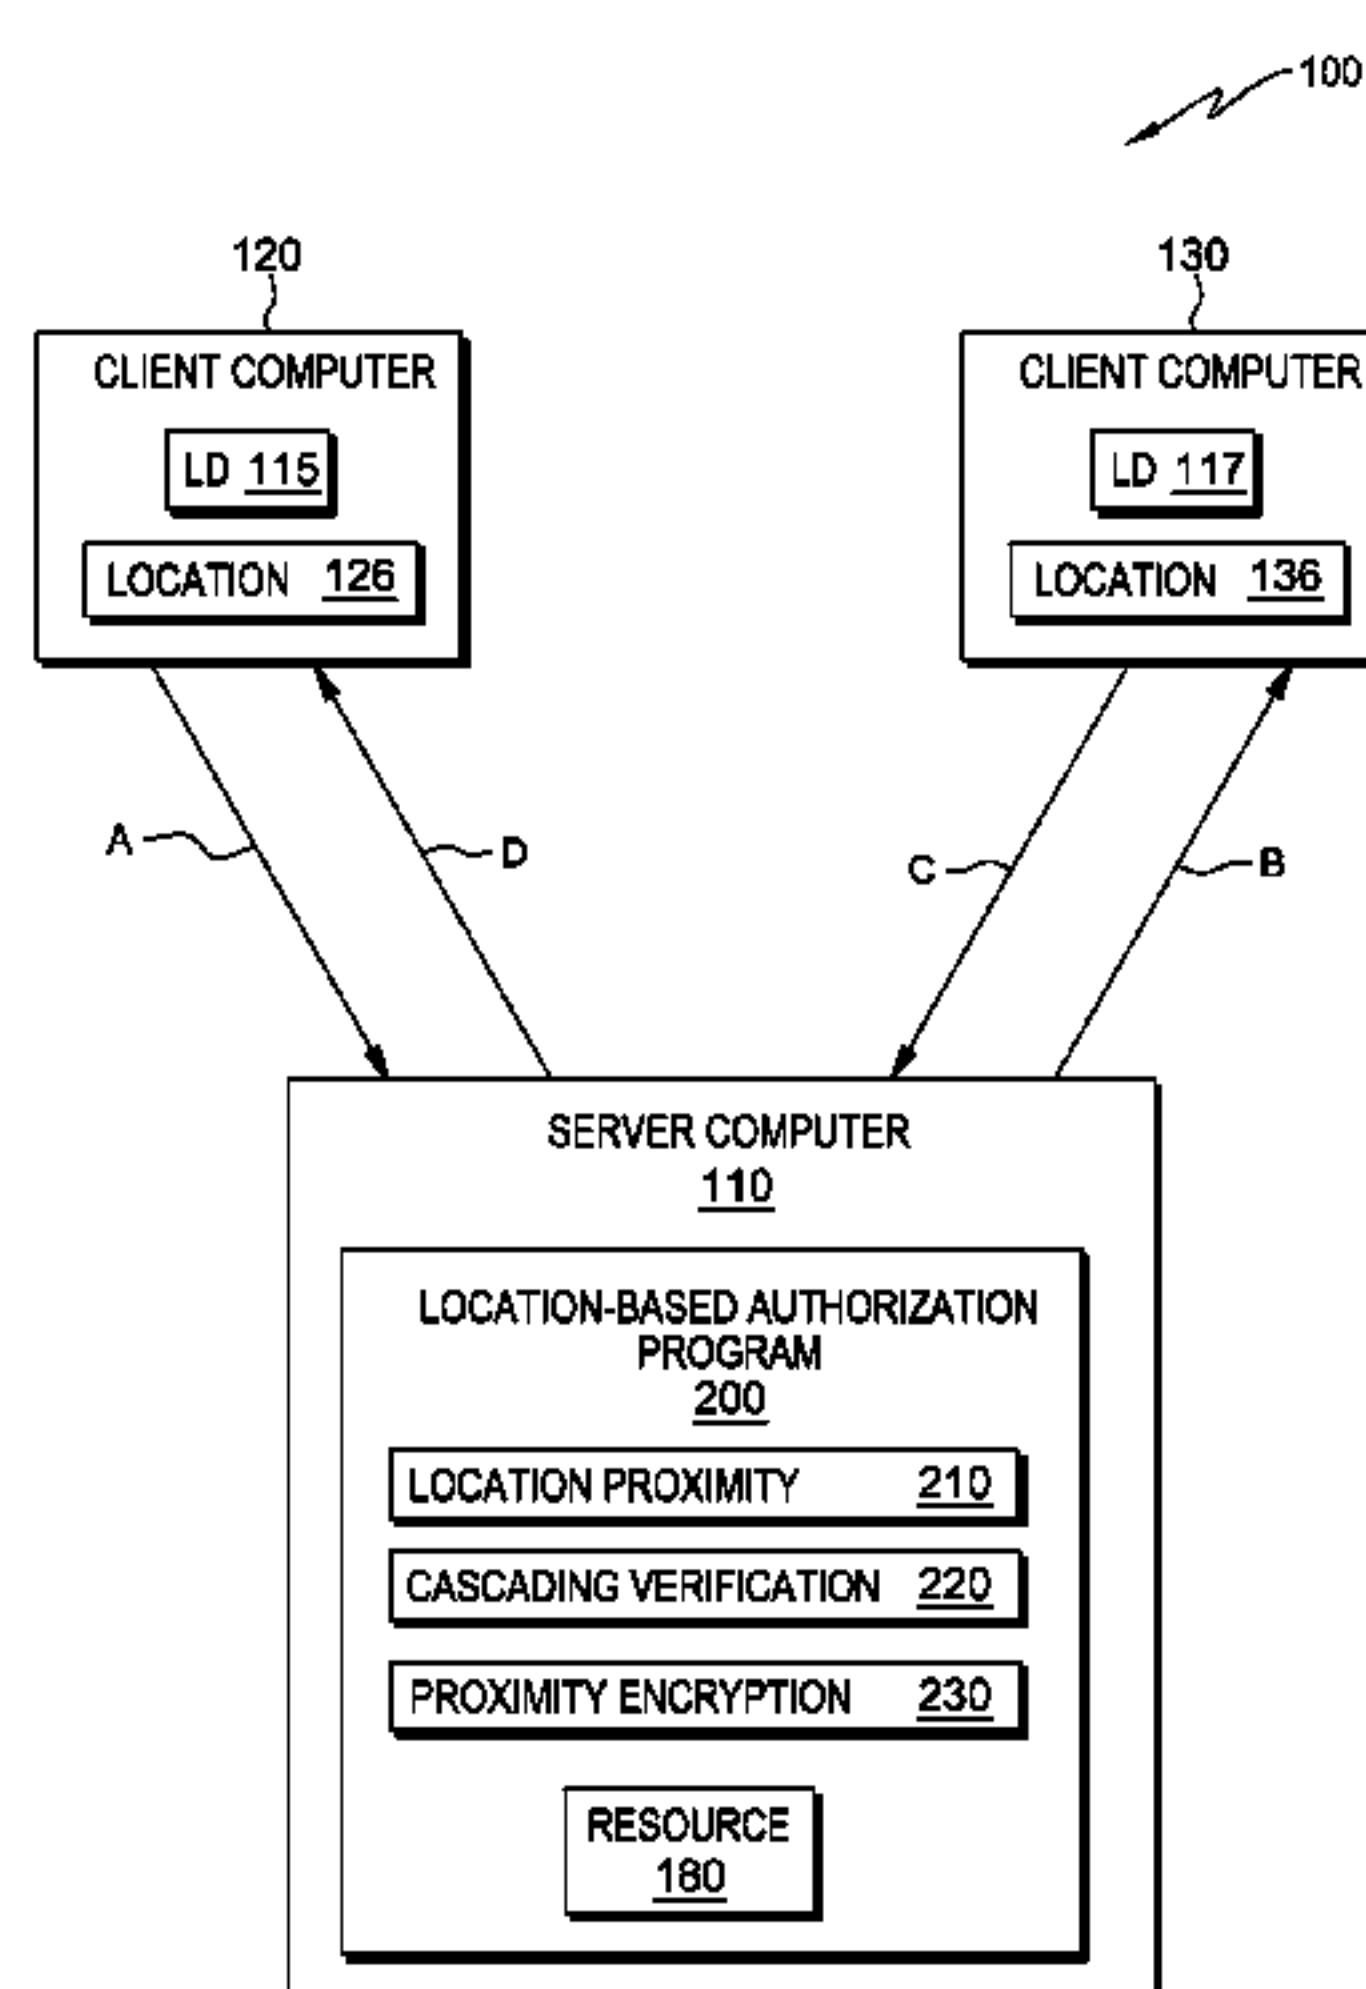 100
120
130
CLIENT COMPUTER
CLIENT COMPUTER
LD 115
LD 117
LOCATION 126
LOCATION 136
A
D
C
B
SERVER COMPUTER
110
LOCATION-BASED AUTHORIZATION
PROGRAM
200
LOCATION PROXIMITY 210
CASCADING VERIFICATION 220
PROXIMITY ENCRYPTION 230
RESOURCE
180